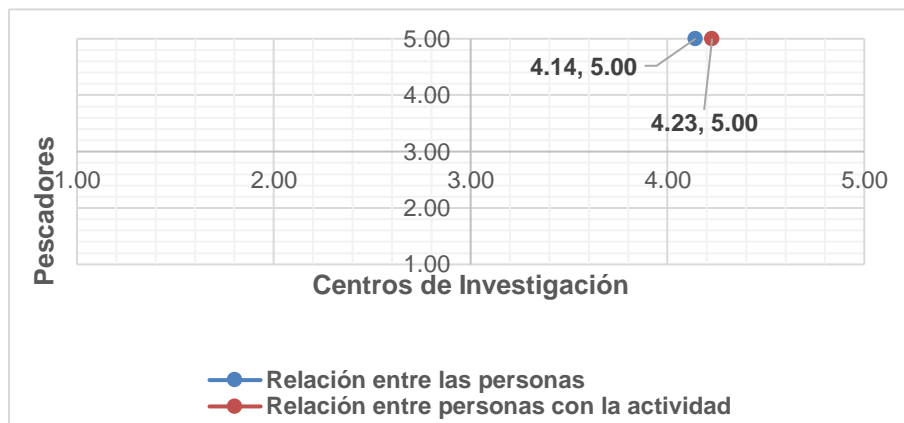 5.00
4.14, 5.00
4.00
4.23, 5.00
3.00
1.00 2.00 3.00 4.00 5.00
2.00
1.00
Pescadores
Centros de Investigación
Relación entre las personas
Relación entre personas con la actividad